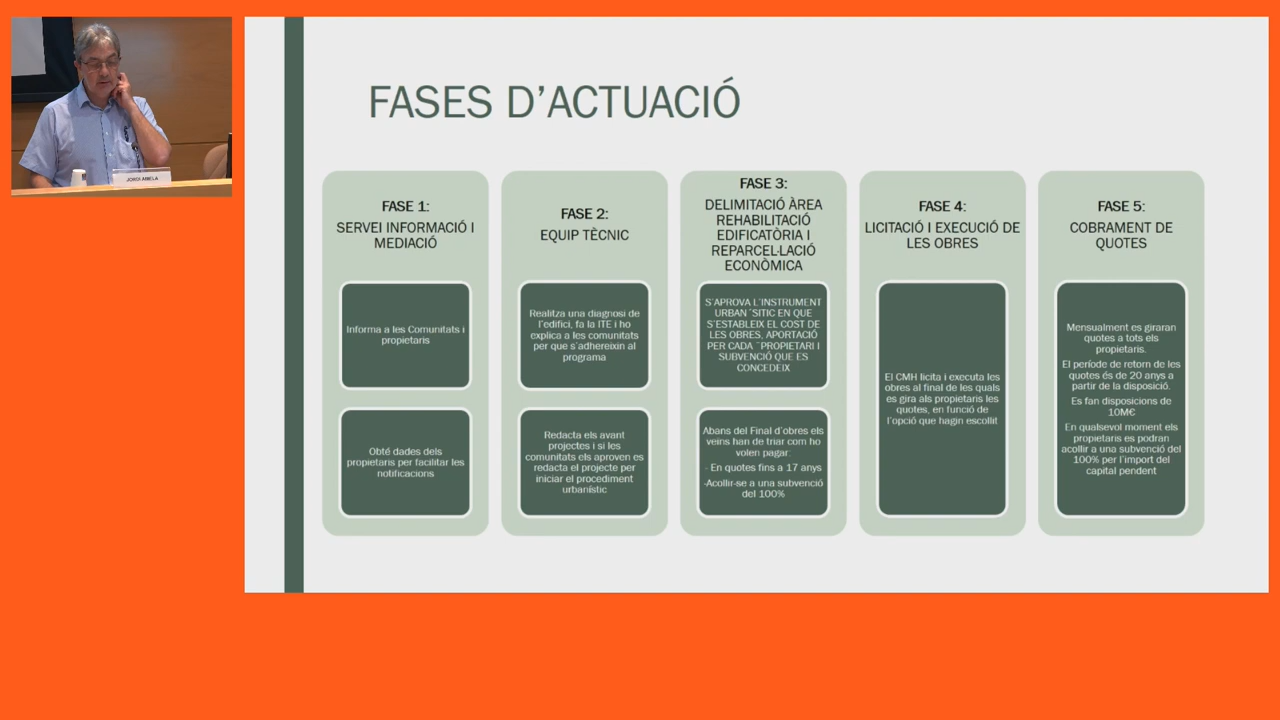 FASES D'ACTUACIÓ
FASE 1:
SERVEI INFORMACIÓ I
MEDIACIÓ
Informa a les Comunitats i
propietaris
Obté dades dels
propietaris per facilitar les
notificacions
FASE 2:
EQUIP TÈCNIC
Realitza una diagnosi de
l'edifici, fa la ITE i ho
explica a les comunitats
per que s'adhereixin al
programa
Redacta els avant
projectes i si les
comunitats els aproven es
redacta el projecte per
iniciar el procediment
urbanístic
FASE 3:
DELIMITACIÓ ÀREA
REHABILITACIÓ
EDIFICATÒRIA I
REPARCEL·LACIÓ
ECONÒMICA
S'APROVA L'INSTRUMENT
URBAN¨SITIC EN QUE
S'ESTABLEIX EL COST DE
LES OBRES, APORTACIÓ
PER CADA ¨PROPIETARI I
SUBVENCIÓ QUE ES
CONCEDEIX
Abans del Final d'obres els
veins han de triar com ho
volen pagar:
- En quotes fins a 17 anys
-Acollir-se a una subvenció
del 100%
FASE 4:
LICITACIÓ I EXECUCIÓ DE
LES OBRES
El CMH licita i executa les
obres al final de les quals
es gira als propietaris les
quotes, en funció de
l'opció que hagin escollit
FASE 5:
COBRAMENT DE
QUOTES
Mensualment es giraran
quotes a tots els
propietaris.
El període de retorn de les
quotes és de 20 anys a
partir de la disposició.
Es fan disposicions de
10M€
En qualsevol moment els
propietaris es podran
acollir a una subvenció del
100% per l'import del
capital pendent
JORDI AMELA